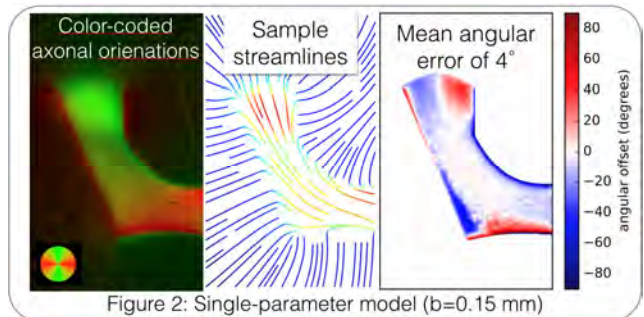 Color-coded
axonal orienations
Sample
streamlines
Mean angular
error of 4°
80
60
40
20
0
−20
−40
−60
−80
angular offset (degrees)
Figure 2: Single-parameter model (b=0.15 mm)